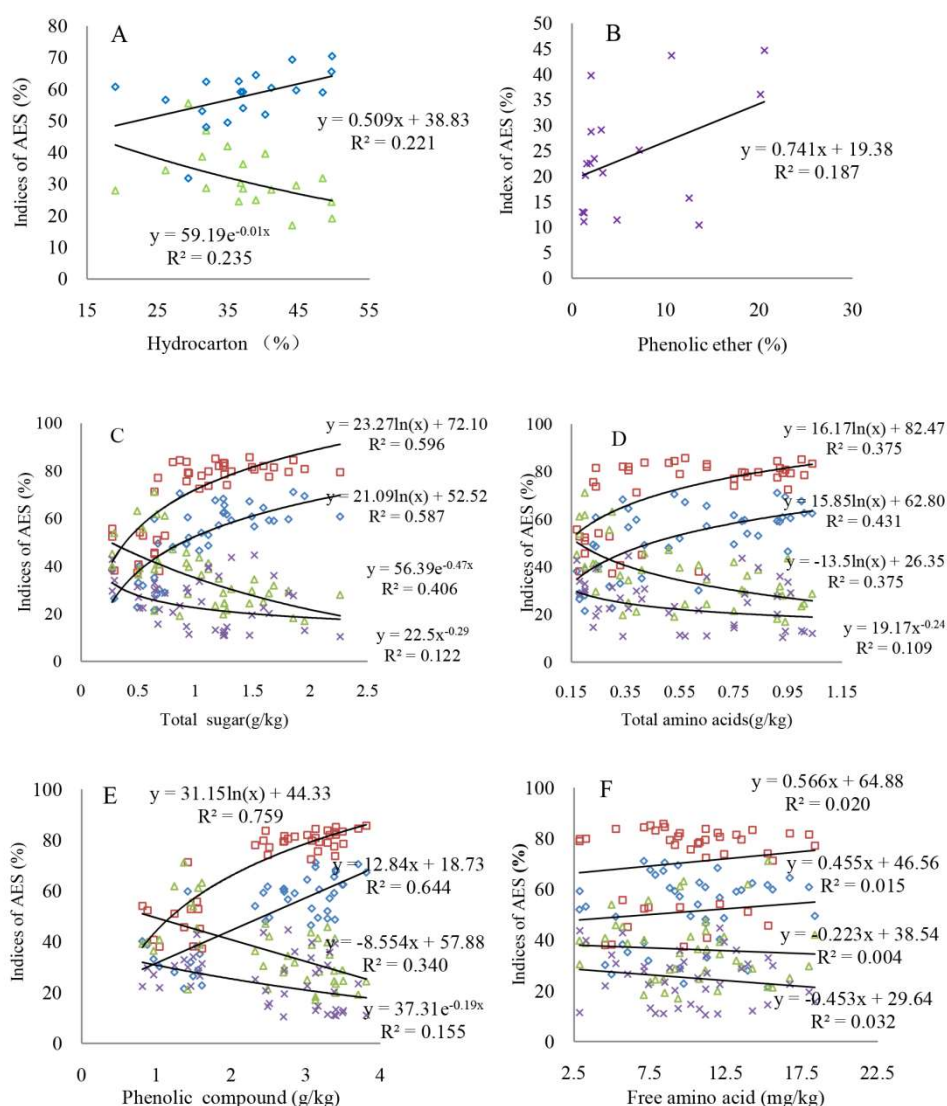 A
Indices of AES (%)
80
70
60
50
40
30
20
10
0
y = 0.509x + 38.83
R² = 0.221
y = 59.19e^-0.01x
R² = 0.235
15 25 35 45 55
Hydrocarton (%)
B
Index of AES (%)
50
45
40
35
30
25
20
15
10
5
0
y = 0.741x + 19.38
R² = 0.187
0 10 20 30
Phenolic ether (%)
C
Indices of AES (%)
100
80
60
40
20
0
y = 23.27ln(x) + 72.10
R² = 0.596
y = 21.09ln(x) + 52.52
R² = 0.587
y = 56.39e^-0.47x
R² = 0.406
y = 22.5x^-0.29
R² = 0.122
0 0.5 1 1.5 2 2.5
Total sugar(g/kg)
D
Indices of AES (%)
100
80
60
40
20
0
y = 16.17ln(x) + 82.47
R² = 0.375
y = 15.85ln(x) + 62.80
R² = 0.431
y = -13.5ln(x) + 26.35
R² = 0.375
y = 19.17x^-0.24
R² = 0.109
0.15 0.35 0.55 0.75 0.95 1.15
Total amino acids(g/kg)
E
Indices of AES (%)
100
80
60
40
20
0
y = 31.15ln(x) + 44.33
R² = 0.759
y = 12.84x + 18.73
R² = 0.644
y = -8.554x + 57.88
R² = 0.340
y = 37.31e^-0.19x
R² = 0.155
0 1 2 3 4
Phenolic compound (g/kg)
F
Indices of AES (%)
100
80
60
40
20
0
y = 0.566x + 64.88
R² = 0.020
y = 0.455x + 46.56
R² = 0.015
y = -0.223x + 38.54
R² = 0.004
y = -0.453x + 29.64
R² = 0.032
2.5 7.5 12.5 17.5 22.5
Free amino acid (mg/kg)